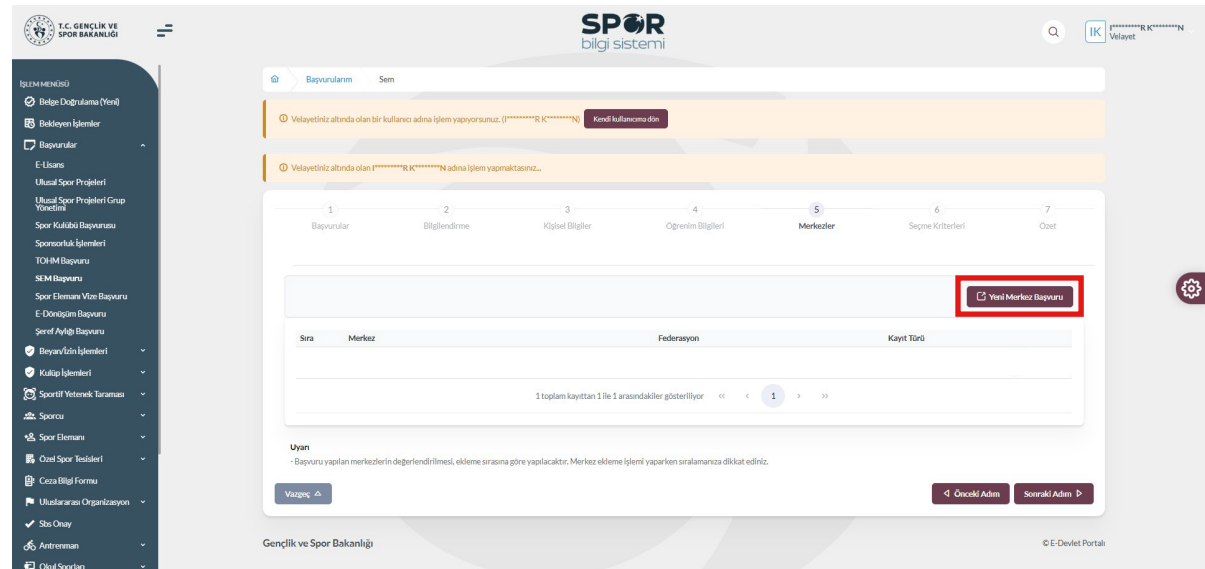 T.C. GENÇLİK VE
SPOR BAKANLIĞI
SPOR
bilgi sistemi
IK
I*********R K********N
Velayet
İŞLEM MENÜSÜ
Belge Doğrulama (Yeni)
Bekleyen İşlemler
Başvurular
E-Lisans
Ulusal Spor Projeleri
Ulusal Spor Projeleri Grup
Yönetimi
Spor Kulübü Başvurusu
Sponsorluk İşlemleri
TOHM Başvuru
SEM Başvuru
Spor Elemanı Vize Başvuru
E-Dönüşüm Başvuru
Şeref Aylığı Başvuru
Beyan/İzin İşlemleri
Kulüp İşlemleri
Sportif Yetenek Taraması
Sporcu
Spor Elemanı
Özel Spor Tesisleri
Ceza Bilgi Formu
Uluslararası Organizasyon
Sbs Onay
Antrenman
Okul Sporları
Başvurularım Sem
Velayetiniz altında olan bir kullanıcı adına işlem yapıyorsunuz. (I*********R K********N) Kendi kullanıcıma dön
Velayetiniz altında olan I*********R K********N adına işlem yapmaktasınız...
1 2 3 4 5 6 7
Başvurular Bilgilendirme Kişisel Bilgiler Öğrenim Bilgileri Merkezler Seçme Kriterleri Özet
Yeni Merkez Başvuru
Sıra Merkez Federasyon Kayıt Türü
1 toplam kayıttan 1 ile 1 arasındakiler gösteriliyor « ‹ 1 › »
Uyarı
- Başvuru yapılan merkezlerin değerlendirilmesi, ekleme sırasına göre yapılacaktır. Merkez ekleme işlemi yaparken sıralamanıza dikkat ediniz.
Vazgeç Önceki Adım Sonraki Adım
Gençlik ve Spor Bakanlığı © E-Devlet Portalı